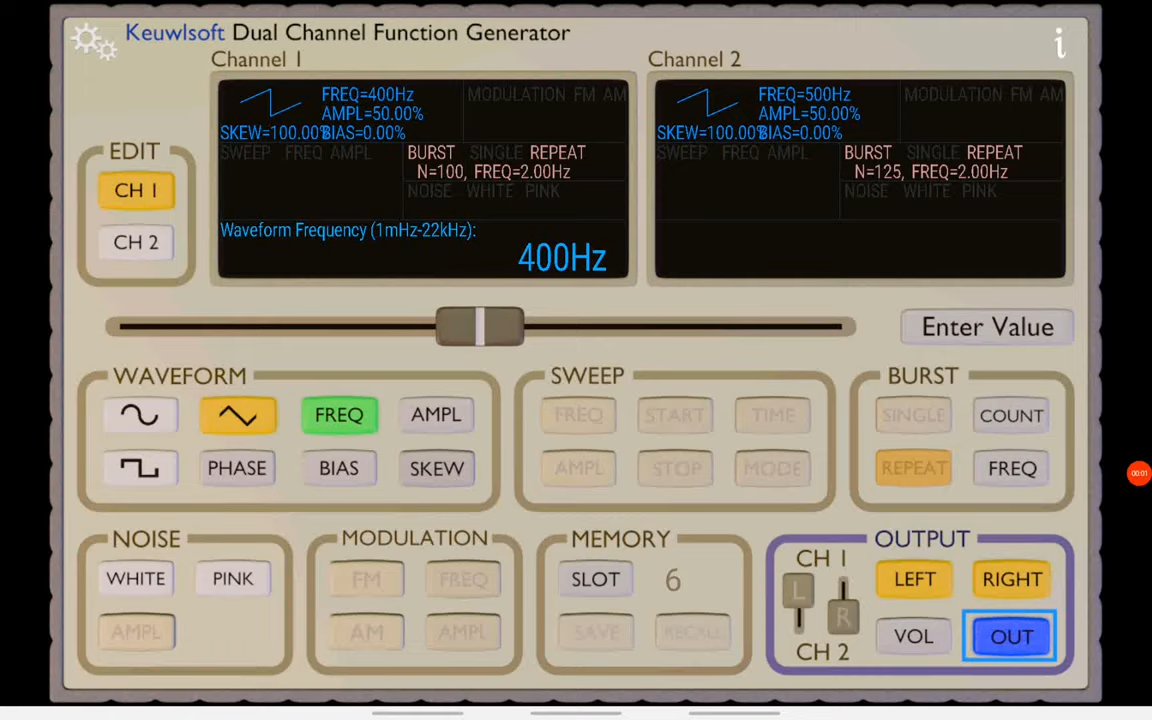 Keuwlsoft Dual Channel Function Generator
i
Channel 1
Channel 2
FREQ=400Hz
AMPL=50.00%
SKEW=100.00% BIAS=0.00%
MODULATION FM AM
SWEEP FREQ AMPL
BURST SINGLE REPEAT
N=100, FREQ=2.00Hz
NOISE WHITE PINK
Waveform Frequency (1mHz-22kHz):
400Hz
FREQ=500Hz
AMPL=50.00%
SKEW=100.00% BIAS=0.00%
MODULATION FM AM
SWEEP FREQ AMPL
BURST SINGLE REPEAT
N=125, FREQ=2.00Hz
NOISE WHITE PINK
EDIT
CH 1
CH 2
Enter Value
00:01
WAVEFORM
FREQ
AMPL
PHASE
BIAS
SKEW
SWEEP
FREQ
START
TIME
AMPL
STOP
MODE
BURST
SINGLE
COUNT
REPEAT
FREQ
NOISE
WHITE
PINK
AMPL
MODULATION
FM
FREQ
AM
AMPL
MEMORY
SLOT
6
SAVE
RECALL
OUTPUT
CH 1
L
R
CH 2
LEFT
RIGHT
VOL
OUT